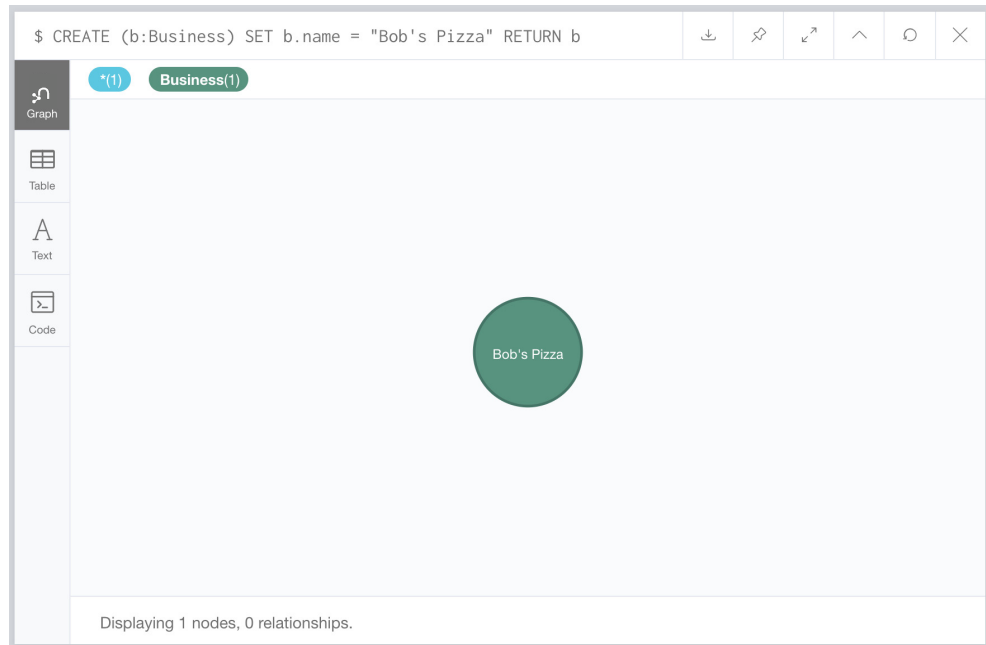 $ CREATE (b:Business) SET b.name = "Bob's Pizza" RETURN b
*(1) Business(1)
Graph
Table
Text
Code
Bob's Pizza
Displaying 1 nodes, 0 relationships.